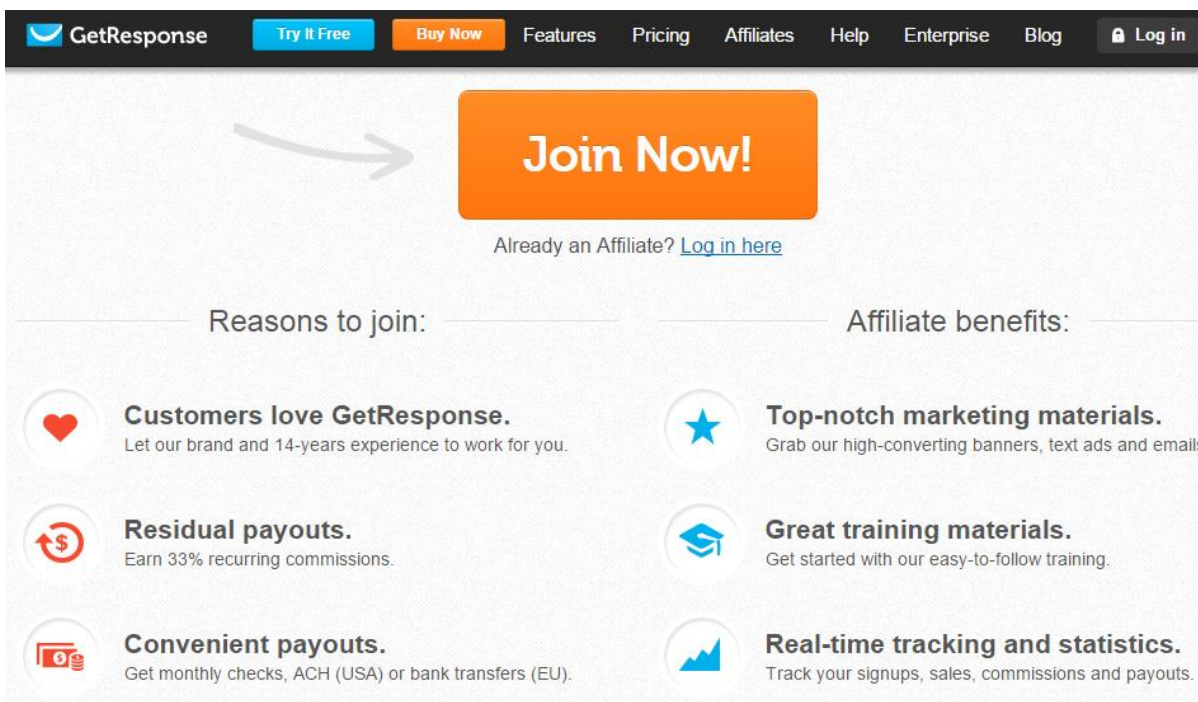 GetResponse Try It Free Buy Now Features Pricing Affiliates Help Enterprise Blog Log in
Join Now!
Already an Affiliate? Log in here
Reasons to join:
Customers love GetResponse.
Let our brand and 14-years experience to work for you.
Residual payouts.
Earn 33% recurring commissions.
Convenient payouts.
Get monthly checks, ACH (USA) or bank transfers (EU).
Affiliate benefits:
Top-notch marketing materials.
Grab our high-converting banners, text ads and emails
Great training materials.
Get started with our easy-to-follow training.
Real-time tracking and statistics.
Track your signups, sales, commissions and payouts.